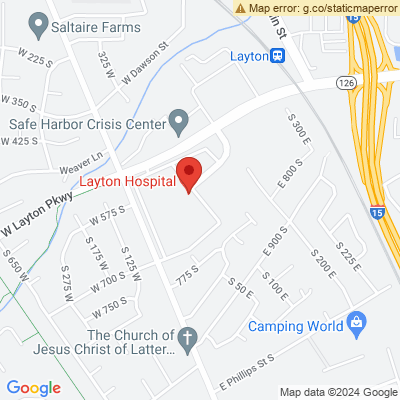 Map error: g.co/staticmaperror
Saltaire Farms
W 225 S
325 W
W Dawson St
Layton
15
126
W 350 S
W 425 S
Safe Harbor Crisis Center
S 300 E
Weaver Ln
Layton Hospital
E 800 S
W Layton Pkwy
W 575 S
15
S 650 W
S 175 W
S 125 W
E 900 S
S 225 E
S 200 E
W 700 S
775 S
S 50 E
S 100 E
W 750 S
Camping World
The Church of
Jesus Christ of Latter...
E Phillips St S
Google
Map data ©2024 Google